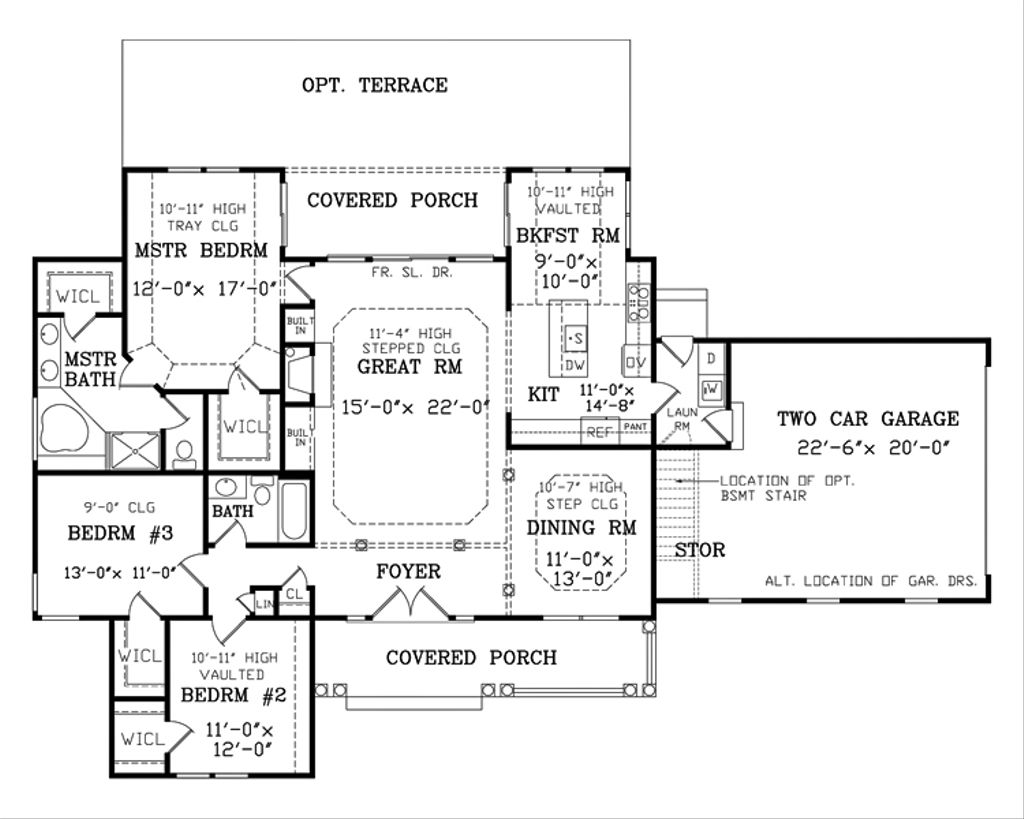 OPT. TERRACE
10'-11" HIGH
TRAY CLG
MSTR BEDRM
12'-0"x 17'-0"
COVERED PORCH
10'-11" HIGH
VAULTED
BKFST RM
9'-0"x
10'-0"
WICL
FR. SL. DR.
BUILT
IN
11'-4" HIGH
STEPPED CLG
GREAT RM
15'-0"x 22'-0"
S
DW
OV
KIT
11'-0"x
14'-8"
REF
PANT
D
W
LAUN
RM
MSTR
BATH
WICL
BUILT
IN
TWO CAR GARAGE
22'-6"x 20'-0"
LOCATION OF OPT.
BSMT STAIR
STOR
ALT. LOCATION OF GAR. DRS.
9'-0" CLG
BEDRM #3
13'-0"x 11'-0"
BATH
10'-7" HIGH
STEP CLG
DINING RM
11'-0"x
13'-0"
FOYER
LIN
CL
WICL
10'-11" HIGH
VAULTED
BEDRM #2
11'-0"x
12'-0"
WICL
COVERED PORCH